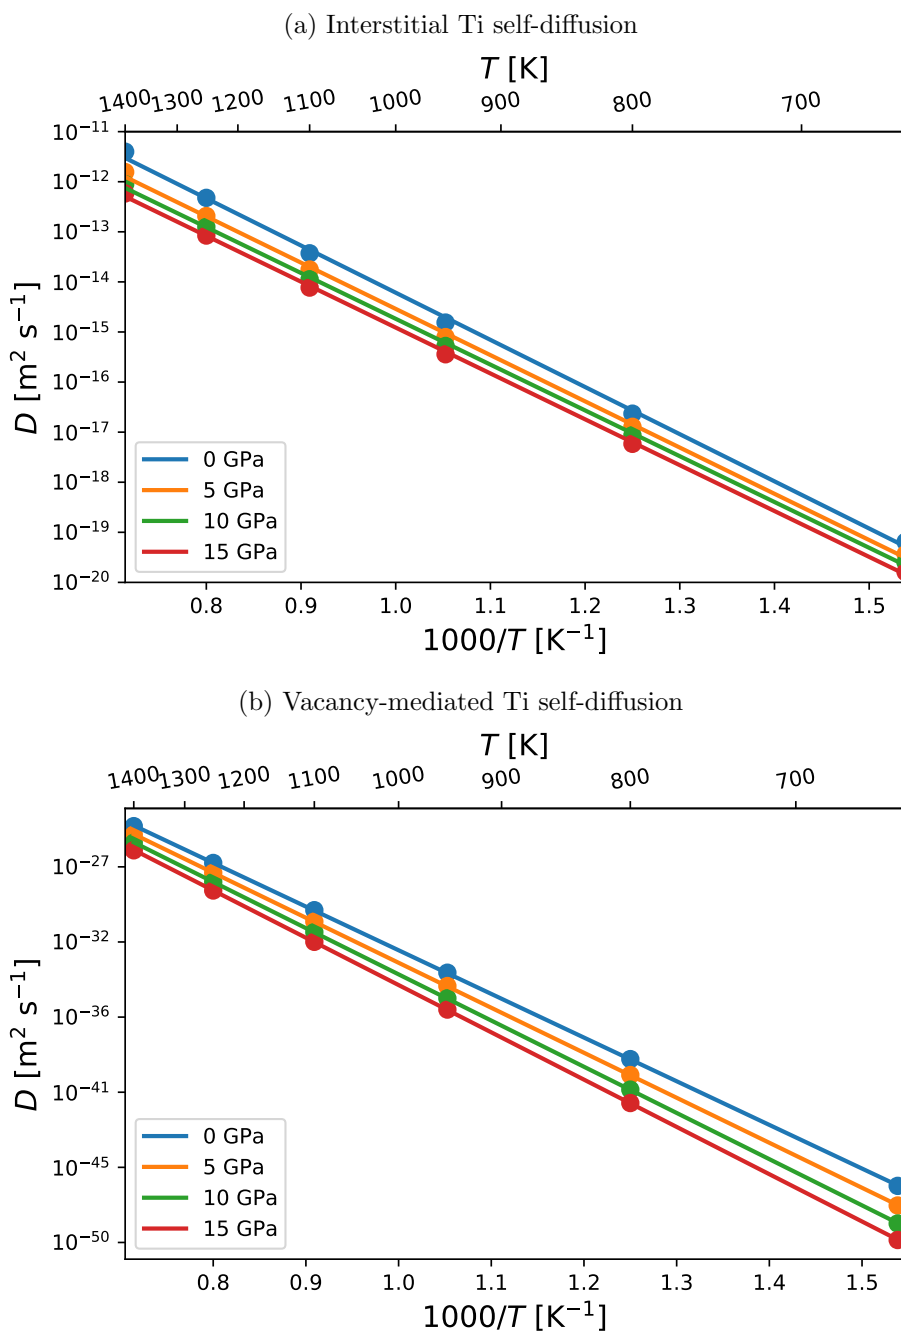 (a) Interstitial Ti self-diffusion
T [K]
1400 1300 1200 1100 1000 900 800 700
10⁻¹¹
10⁻¹²
10⁻¹³
10⁻¹⁴
10⁻¹⁵
10⁻¹⁶
10⁻¹⁷
10⁻¹⁸
10⁻¹⁹
10⁻²⁰
D [m² s⁻¹]
0 GPa
5 GPa
10 GPa
15 GPa
0.8 0.9 1.0 1.1 1.2 1.3 1.4 1.5
1000/T [K⁻¹]
(b) Vacancy-mediated Ti self-diffusion
T [K]
1400 1300 1200 1100 1000 900 800 700
10⁻²⁷
10⁻³²
10⁻³⁶
10⁻⁴¹
10⁻⁴⁵
10⁻⁵⁰
D [m² s⁻¹]
0 GPa
5 GPa
10 GPa
15 GPa
0.8 0.9 1.0 1.1 1.2 1.3 1.4 1.5
1000/T [K⁻¹]